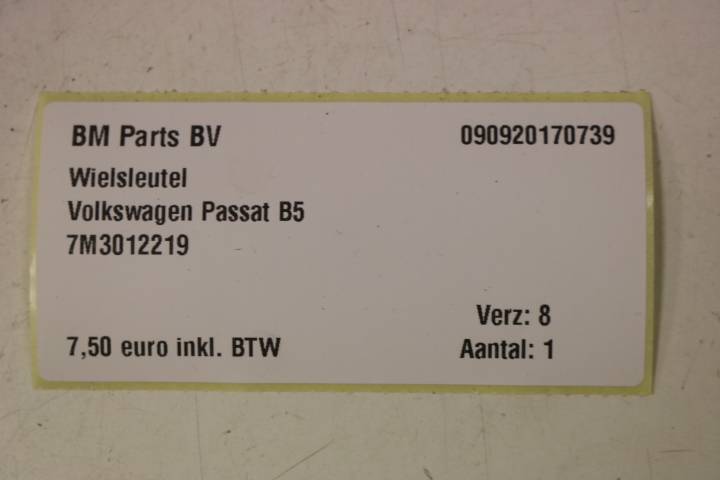 BM Parts BV 090920170739
Wielsleutel
Volkswagen Passat B5
7M3012219
Verz: 8
7,50 euro inkl. BTW Aantal: 1